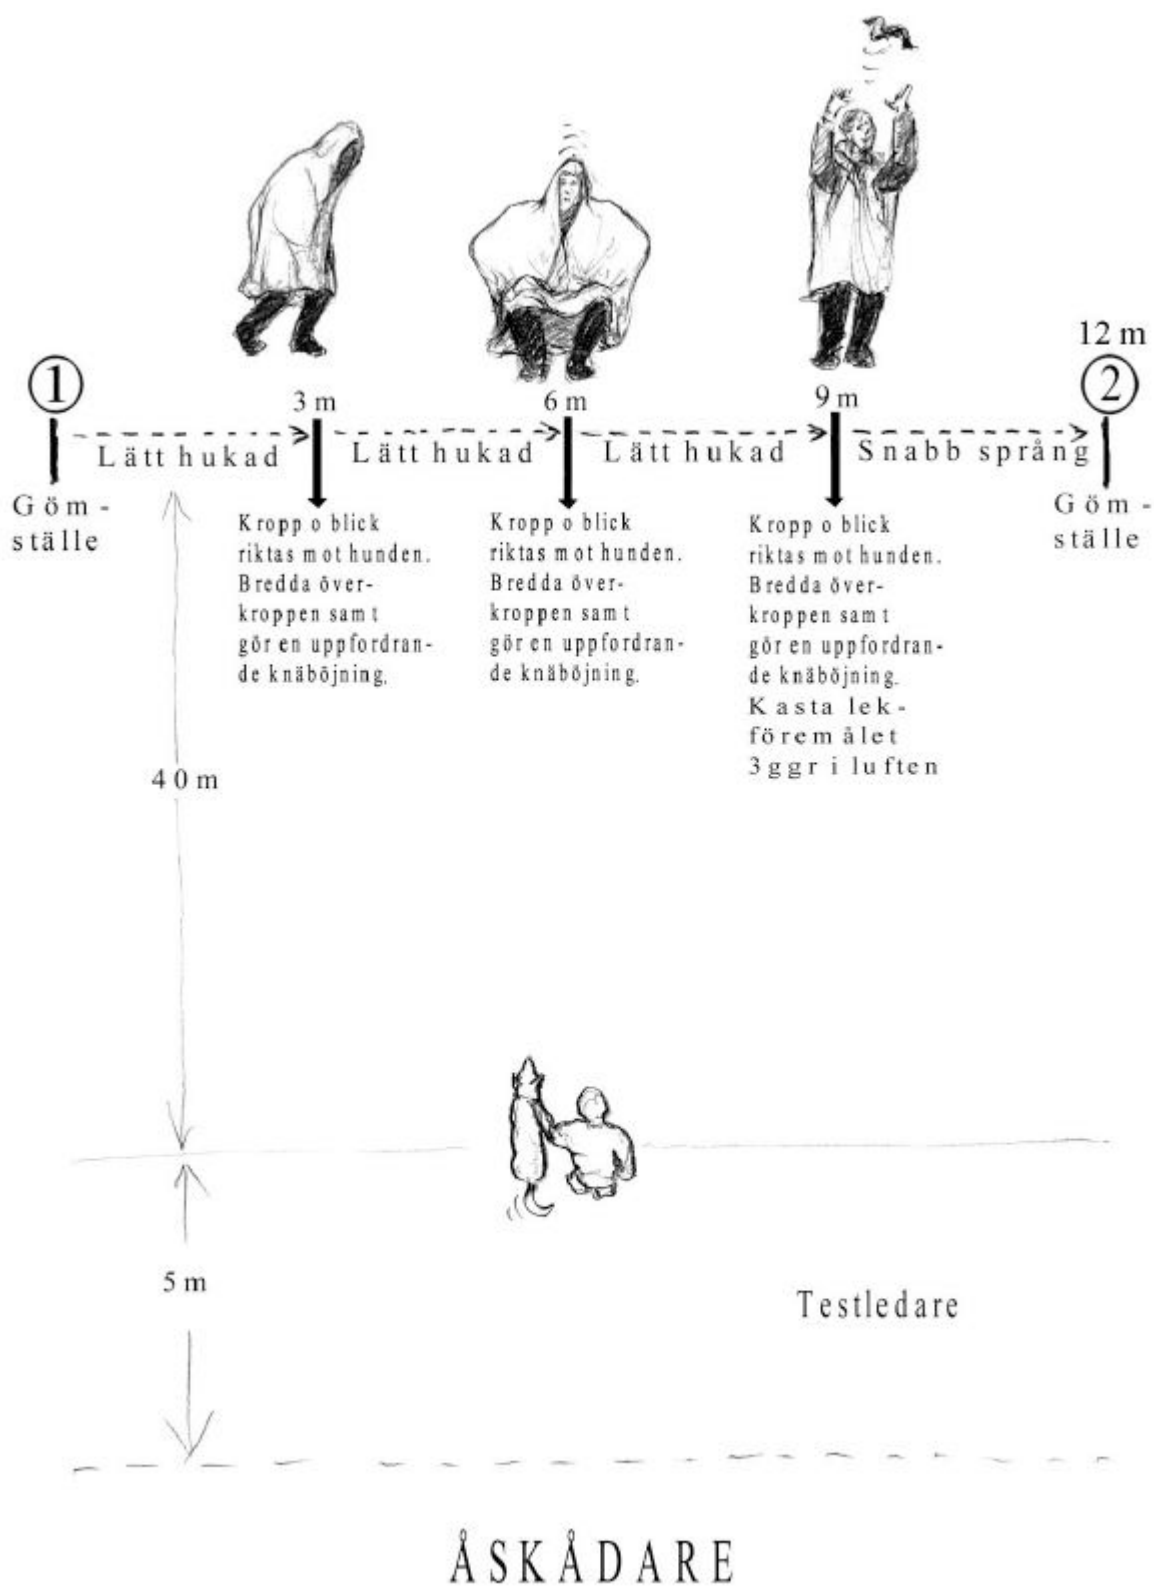 12 m
1
3 m
6 m
9 m
2
Lätt hukad
Lätt hukad
Lätt hukad
Snabb språng
Göm-
ställe
Kropp o blick
riktas mot hunden.
Bredda över-
kroppen samt
gör en uppfordran-
de knäböjning.
Kropp o blick
riktas mot hunden.
Bredda över-
kroppen samt
gör en uppfordran-
de knäböjning.
Kropp o blick
riktas mot hunden.
Bredda över-
kroppen samt
gör en uppfordran-
de knäböjning.
Kasta lek-
föremålet
3ggr i luften
Göm-
ställe
40 m
5 m
Testledare
ÅSKÅDARE